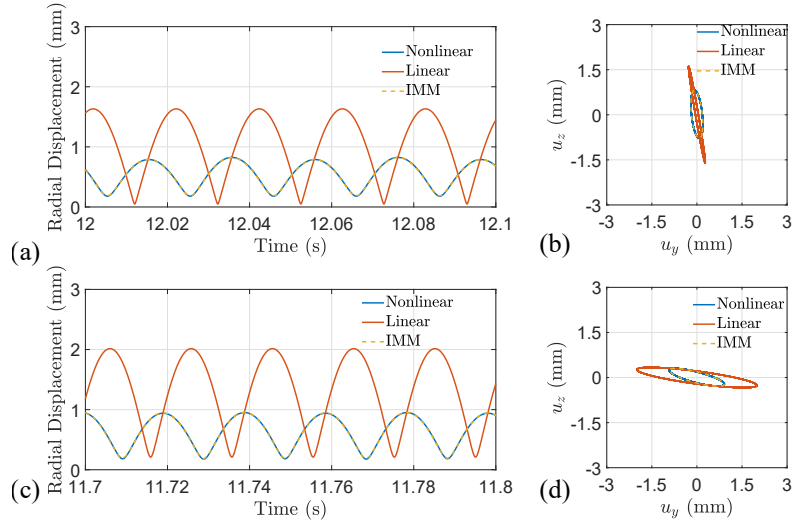 (a)
Radial Displacement (mm)
3
2
1
0
12
12.02
12.04
12.06
12.08
12.1
Time (s)
Nonlinear
Linear
IMM
(b)
u_z (mm)
3
1.5
0
-1.5
-3
-3
-1.5
0
1.5
3
u_y (mm)
Nonlinear
Linear
IMM
(c)
Radial Displacement (mm)
3
2
1
0
11.7
11.72
11.74
11.76
11.78
11.8
Time (s)
Nonlinear
Linear
IMM
(d)
u_z (mm)
3
1.5
0
-1.5
-3
-3
-1.5
0
1.5
3
u_y (mm)
Nonlinear
Linear
IMM